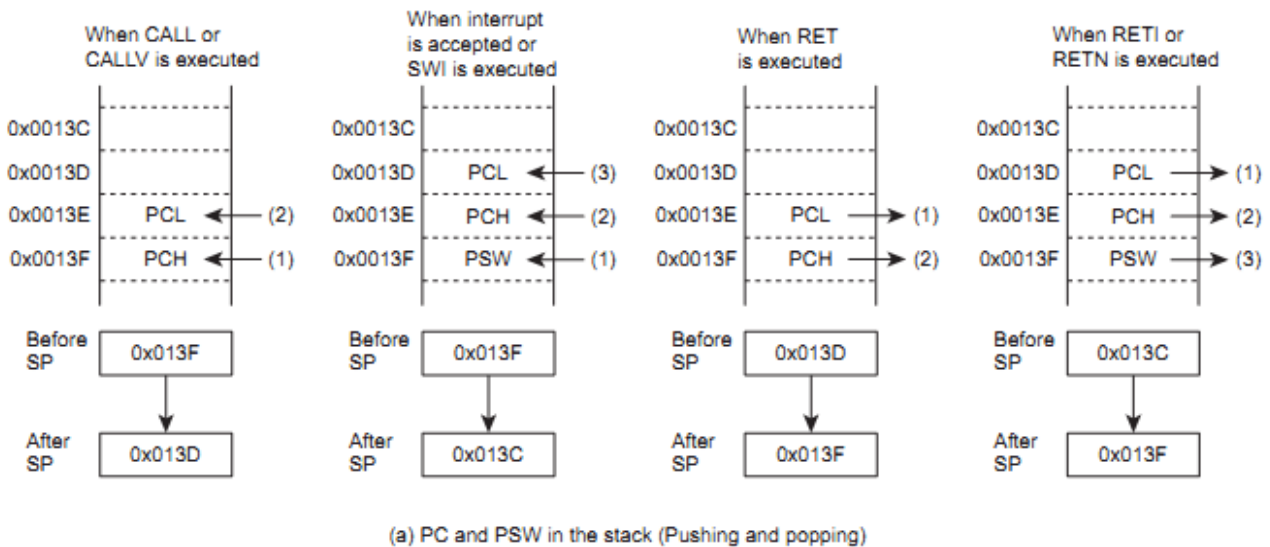 When CALL or
CALLV is executed
0x0013C
0x0013D
0x0013E PCL (2)
0x0013F PCH (1)
Before
SP
0x013F
After
SP
0x013D
When interrupt
is accepted or
SWI is executed
0x0013C
0x0013D PCL (3)
0x0013E PCH (2)
0x0013F PSW (1)
Before
SP
0x013F
After
SP
0x013C
When RET
is executed
0x0013C
0x0013D
0x0013E PCL (1)
0x0013F PCH (2)
Before
SP
0x013D
After
SP
0x013F
When RETI or
RETN is executed
0x0013C
0x0013D PCL (1)
0x0013E PCH (2)
0x0013F PSW (3)
Before
SP
0x013C
After
SP
0x013F
(a) PC and PSW in the stack (Pushing and popping)